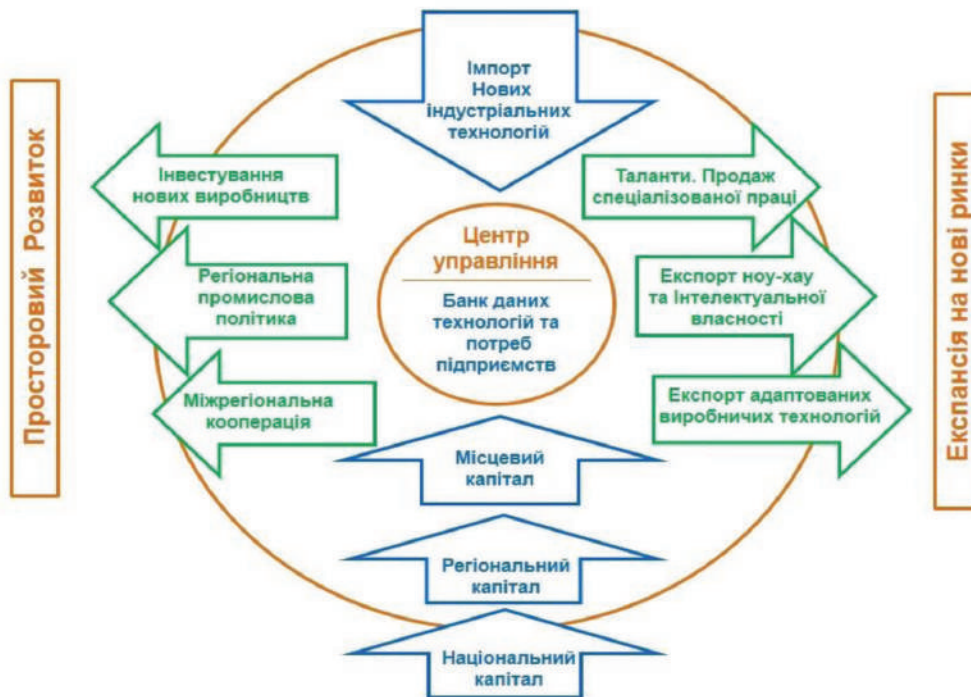 Імпорт
Нових
індустріальних
технологій
Просторовий Розвиток
Інвестування
нових виробництв
Таланти. Продаж
спеціалізованої праці
Центр
управління
Банк даних
технологій та
потреб
підприємств
Регіональна
промислова
політика
Експорт ноу-хау
та Інтелектуальної
власності
Міжрегіональна
кооперація
Експорт адаптованих
виробничих технологій
Експансія на нові ринки
Місцевий
капітал
Регіональний
капітал
Національний
капітал